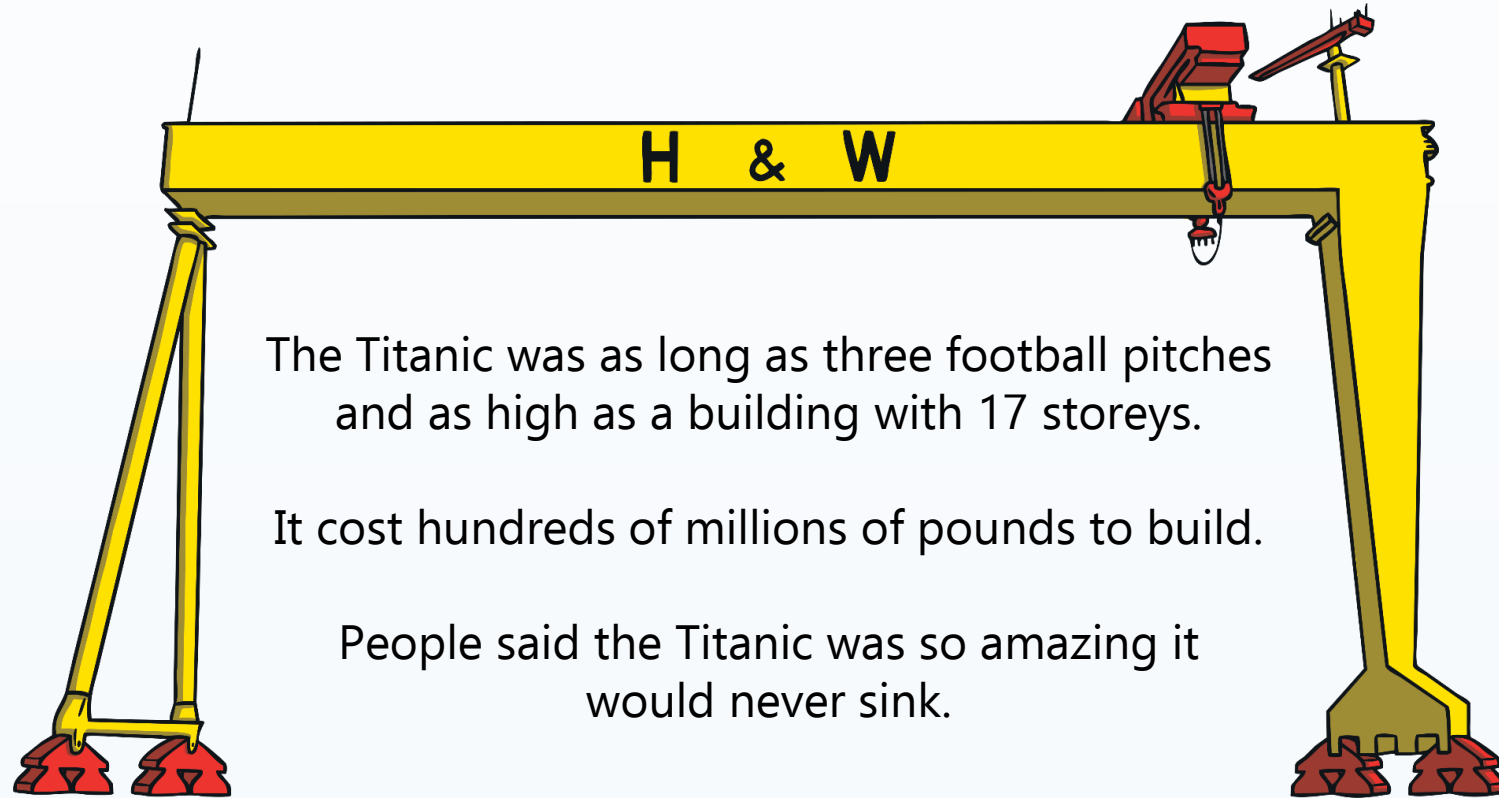 H & W
The Titanic was as long as three football pitches
and as high as a building with 17 storeys.
It cost hundreds of millions of pounds to build.
People said the Titanic was so amazing it
would never sink.